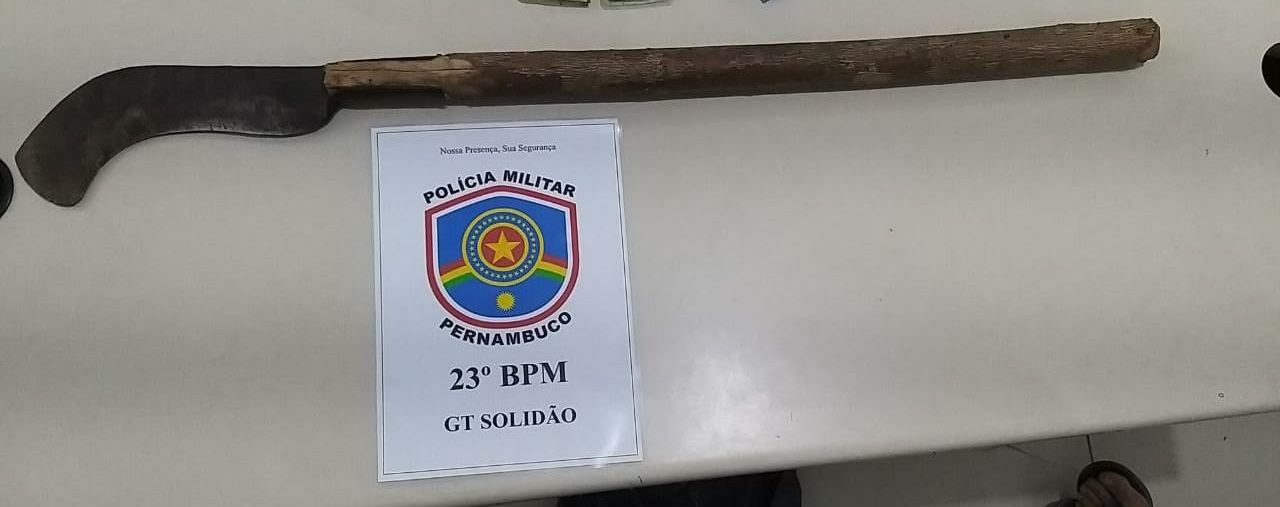 Nossa Presença, Sua Segurança
POLÍCIA MILITAR
PERNAMBUCO
23º BPM
GT SOLIDÃO